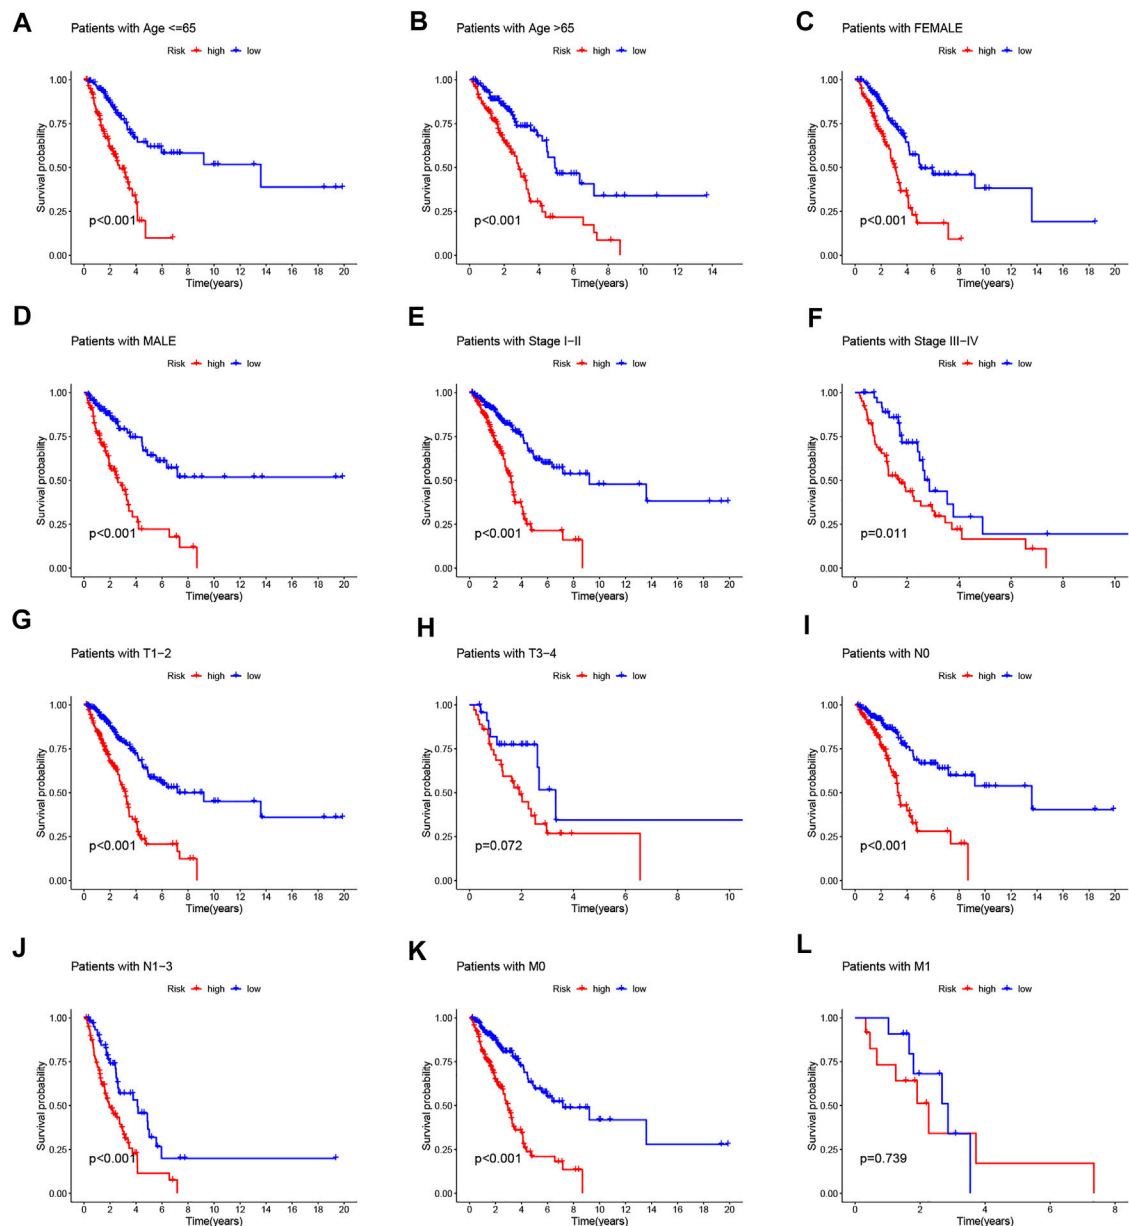 A
Patients with Age <=65
Risk high low
1.00
0.75
0.50
0.25
0.00
Survival probability
p<0.001
0 2 4 6 8 10 12 14 16 18 20
Time(years)
B
Patients with Age >65
Risk high low
1.00
0.75
0.50
0.25
0.00
Survival probability
p<0.001
0 2 4 6 8 10 12 14
Time(years)
C
Patients with FEMALE
Risk high low
1.00
0.75
0.50
0.25
0.00
Survival probability
p<0.001
0 2 4 6 8 10 12 14 16 18 20
Time(years)
D
Patients with MALE
Risk high low
1.00
0.75
0.50
0.25
0.00
Survival probability
p<0.001
0 2 4 6 8 10 12 14 16 18 20
Time(years)
E
Patients with Stage I−II
Risk high low
1.00
0.75
0.50
0.25
0.00
Survival probability
p<0.001
0 2 4 6 8 10 12 14 16 18 20
Time(years)
F
Patients with Stage III−IV
Risk high low
1.00
0.75
0.50
0.25
0.00
Survival probability
p=0.011
0 2 4 6 8 10
Time(years)
G
Patients with T1−2
Risk high low
1.00
0.75
0.50
0.25
0.00
Survival probability
p<0.001
0 2 4 6 8 10 12 14 16 18 20
Time(years)
H
Patients with T3−4
Risk high low
1.00
0.75
0.50
0.25
0.00
Survival probability
p=0.072
0 2 4 6 8 10
Time(years)
I
Patients with N0
Risk high low
1.00
0.75
0.50
0.25
0.00
Survival probability
p<0.001
0 2 4 6 8 10 12 14 16 18 20
Time(years)
J
Patients with N1−3
Risk high low
1.00
0.75
0.50
0.25
0.00
Survival probability
p<0.001
0 2 4 6 8 10 12 14 16 18 20
Time(years)
K
Patients with M0
Risk high low
1.00
0.75
0.50
0.25
0.00
Survival probability
p<0.001
0 2 4 6 8 10 12 14 16 18 20
Time(years)
L
Patients with M1
Risk high low
1.00
0.75
0.50
0.25
0.00
Survival probability
p=0.739
0 2 4 6 8
Time(years)